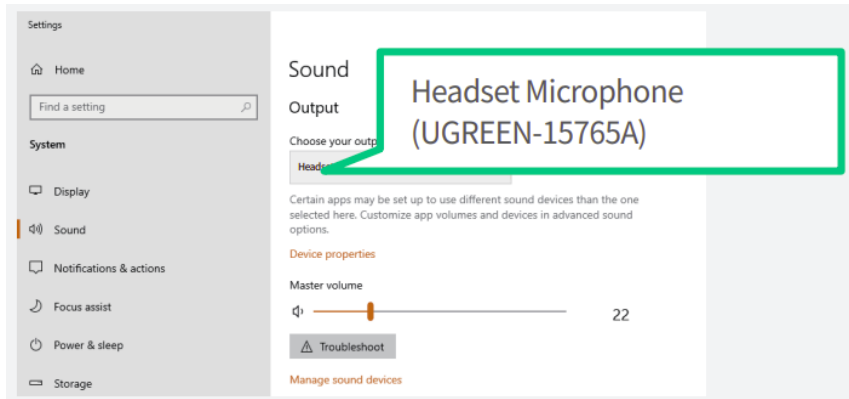 Settings
Home
Find a setting
System
Display
Sound
Notifications & actions
Focus assist
Power & sleep
Storage
Sound
Output
Choose your outp
Headset Microphone
(UGREEN-15765A)
Certain apps may be set up to use different sound devices than the one
selected here. Customize app volumes and devices in advanced sound
options.
Device properties
Master volume
22
Troubleshoot
Manage sound devices